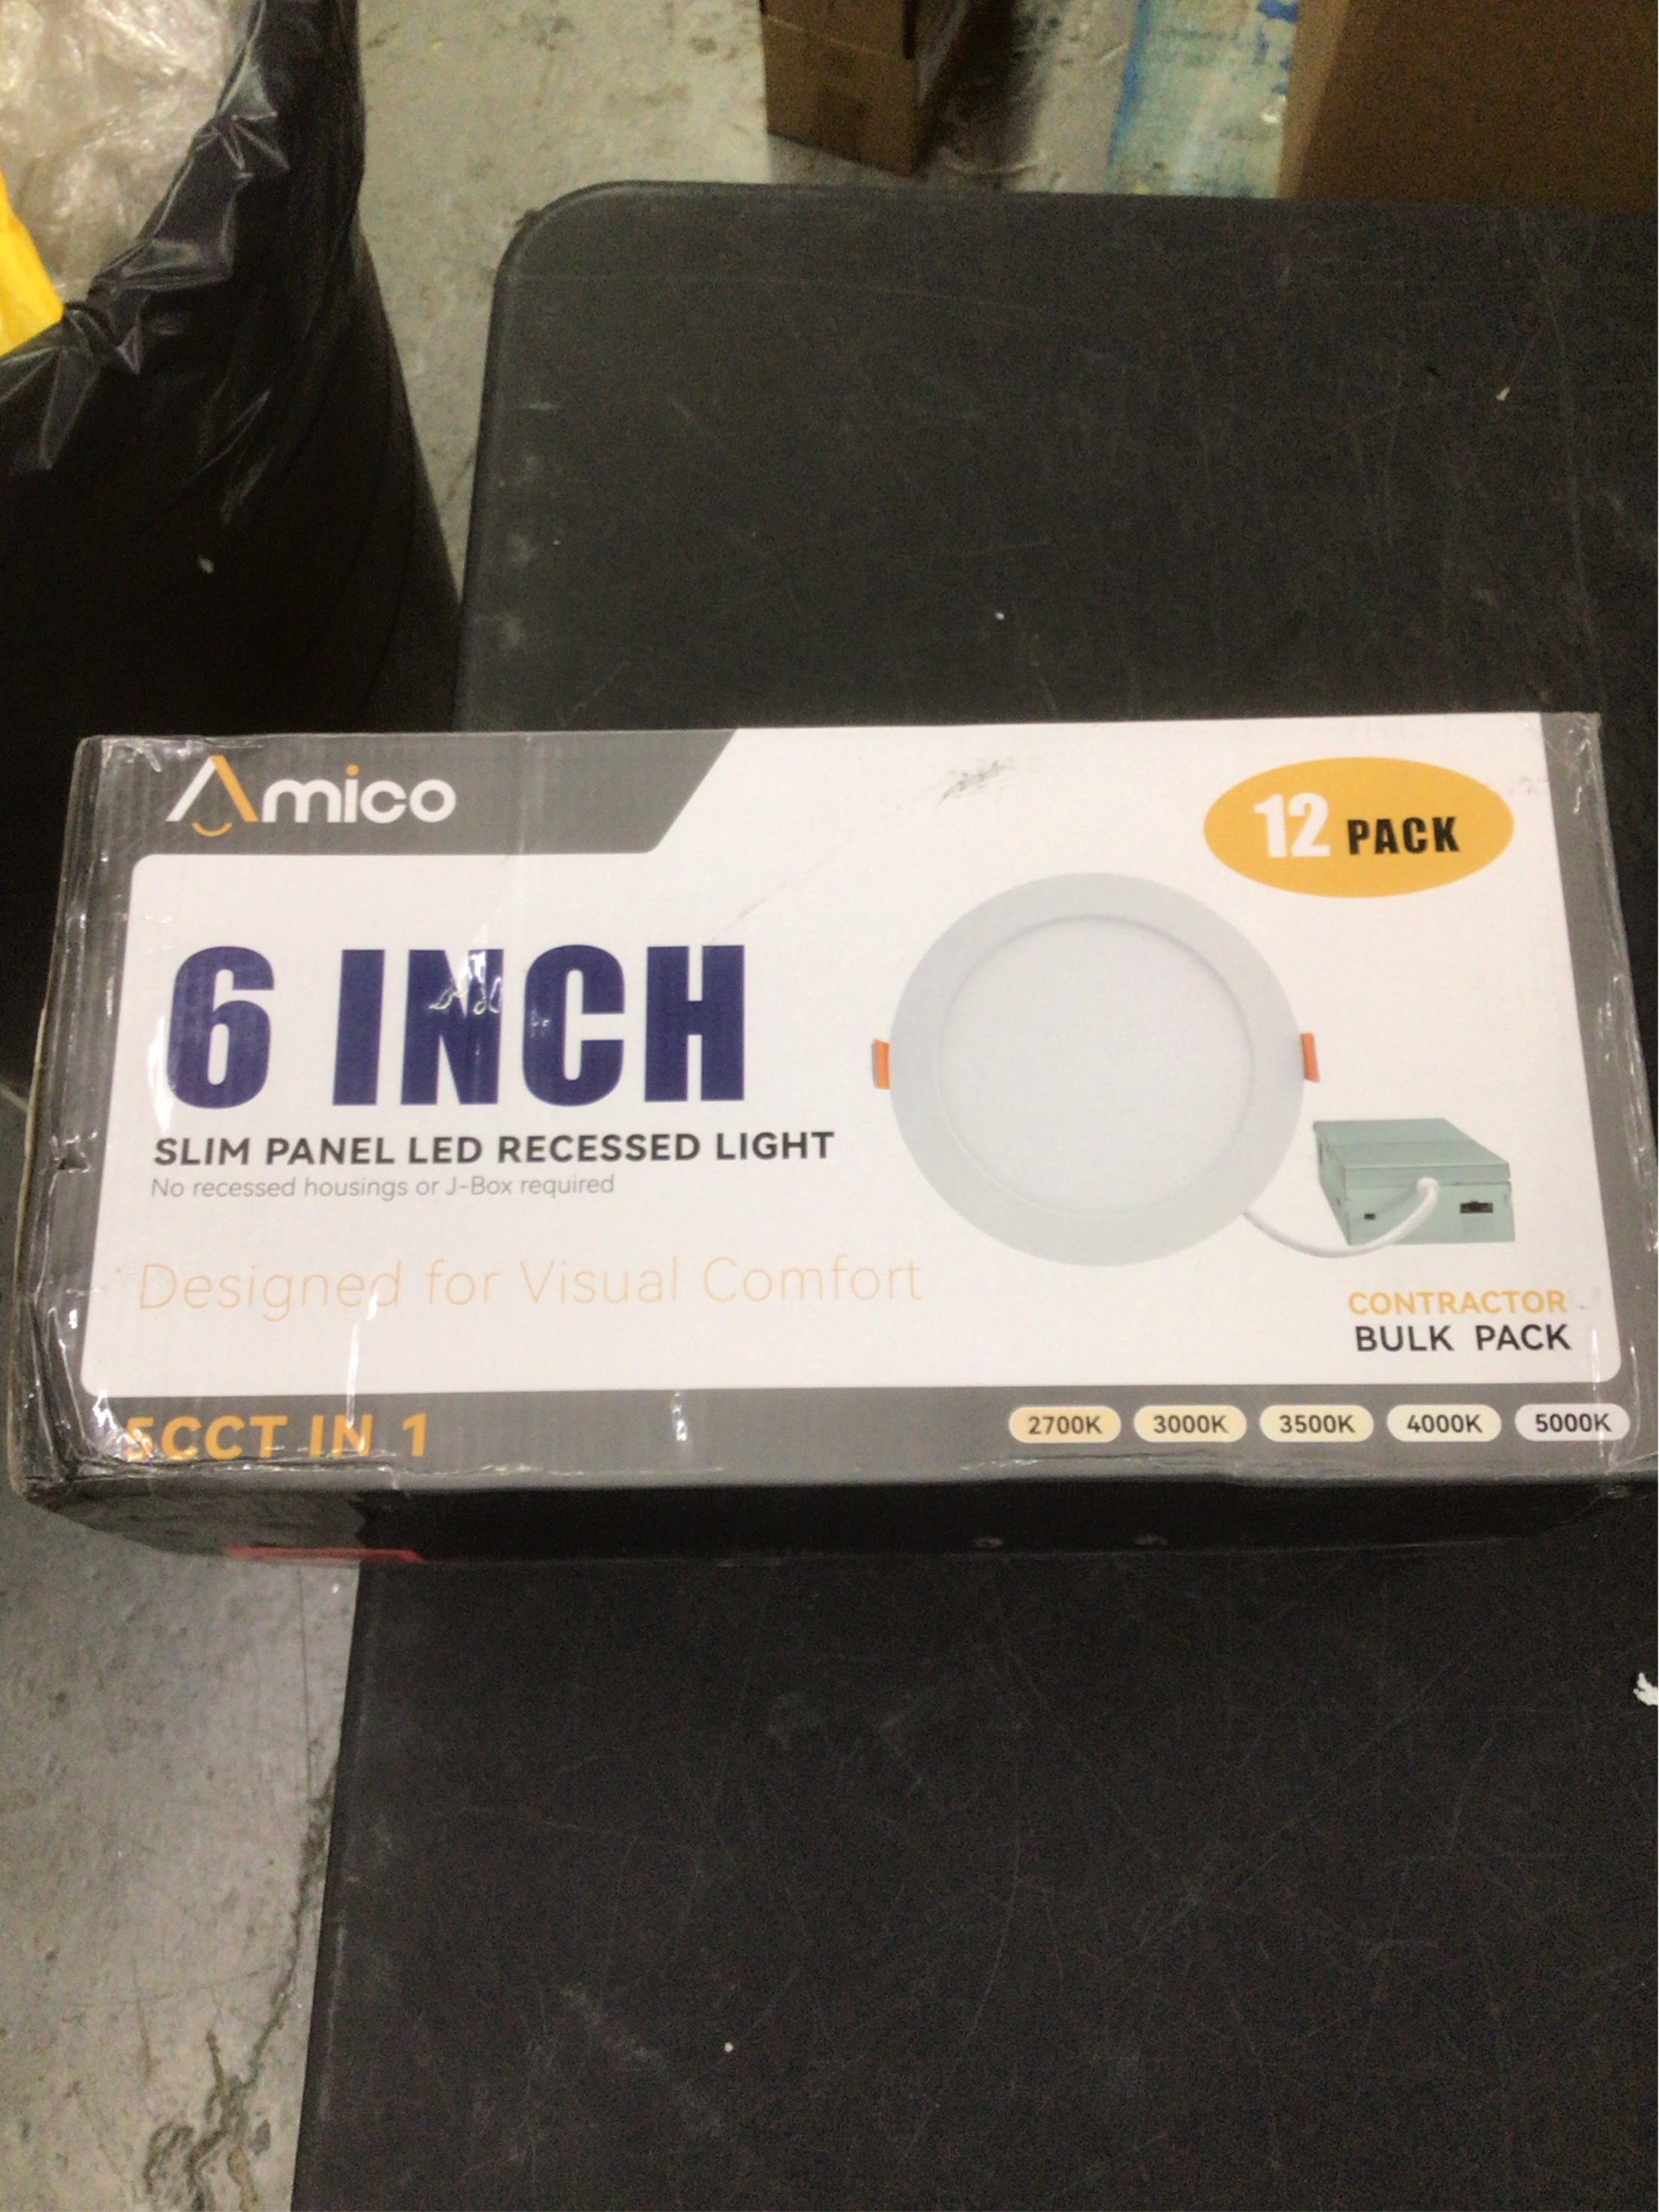 Amico
12 PACK
6 INCH
SLIM PANEL LED RECESSED LIGHT
No recessed housings or J-Box required
Designed for Visual Comfort
CONTRACTOR
BULK PACK
5CCT IN 1
2700K 3000K 3500K 4000K 5000K